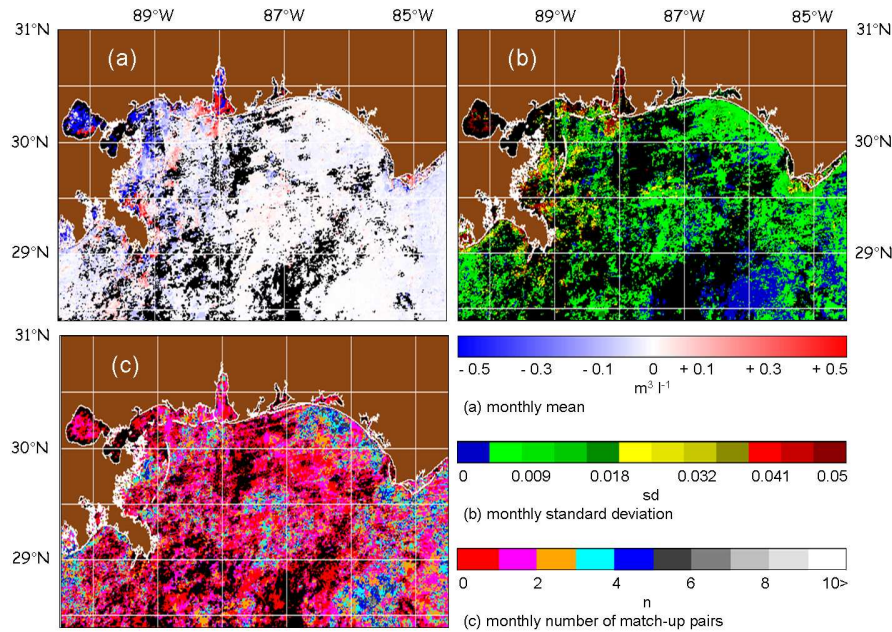 89°W 87°W 85°W 89°W 87°W 85°W
31°N 31°N
(a) (b)
30°N 30°N
29°N 29°N
31°N
(c)
- 0.5 - 0.3 - 0.1 0 + 0.1 + 0.3 + 0.5
m³ l⁻¹
(a) monthly mean
30°N
0 0.009 0.018 0.032 0.041 0.05
sd
(b) monthly standard deviation
29°N
0 2 4 6 8 10>
n
(c) monthly number of match-up pairs